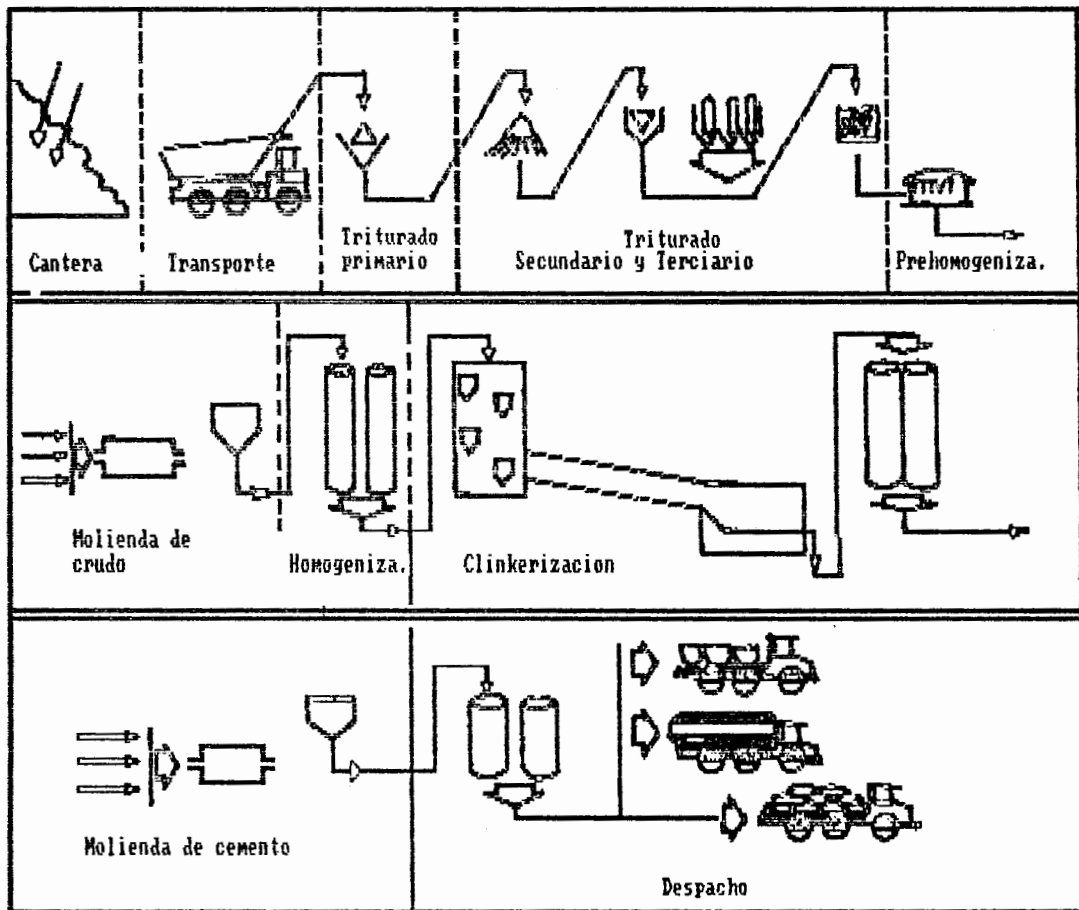 Cantera
Transporte
Triturado
primario
Triturado
Secundario y Terciario
Prehomogeniza.
Molienda de
crudo
Homogeniza.
Clinkerizacion
Molienda de cemento
Despacho